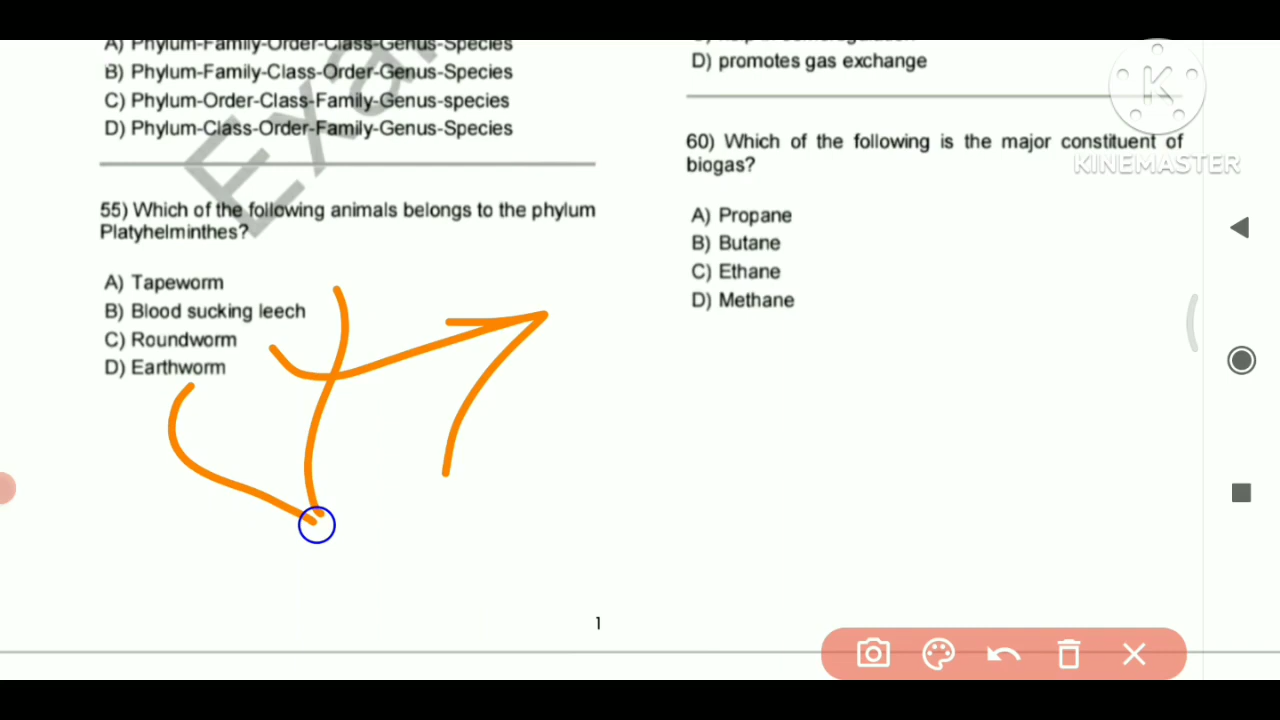 A) Phylum-Family-Order-Class-Genus-Species
B) Phylum-Family-Class-Order-Genus-Species
C) Phylum-Order-Class-Family-Genus-species
D) Phylum-Class-Order-Family-Genus-Species
55) Which of the following animals belongs to the phylum
Platyhelminthes?
A) Tapeworm
B) Blood sucking leech
C) Roundworm
D) Earthworm
D) promotes gas exchange
60) Which of the following is the major constituent of
biogas?
A) Propane
B) Butane
C) Ethane
D) Methane
1
Exa
K
KINEMASTER